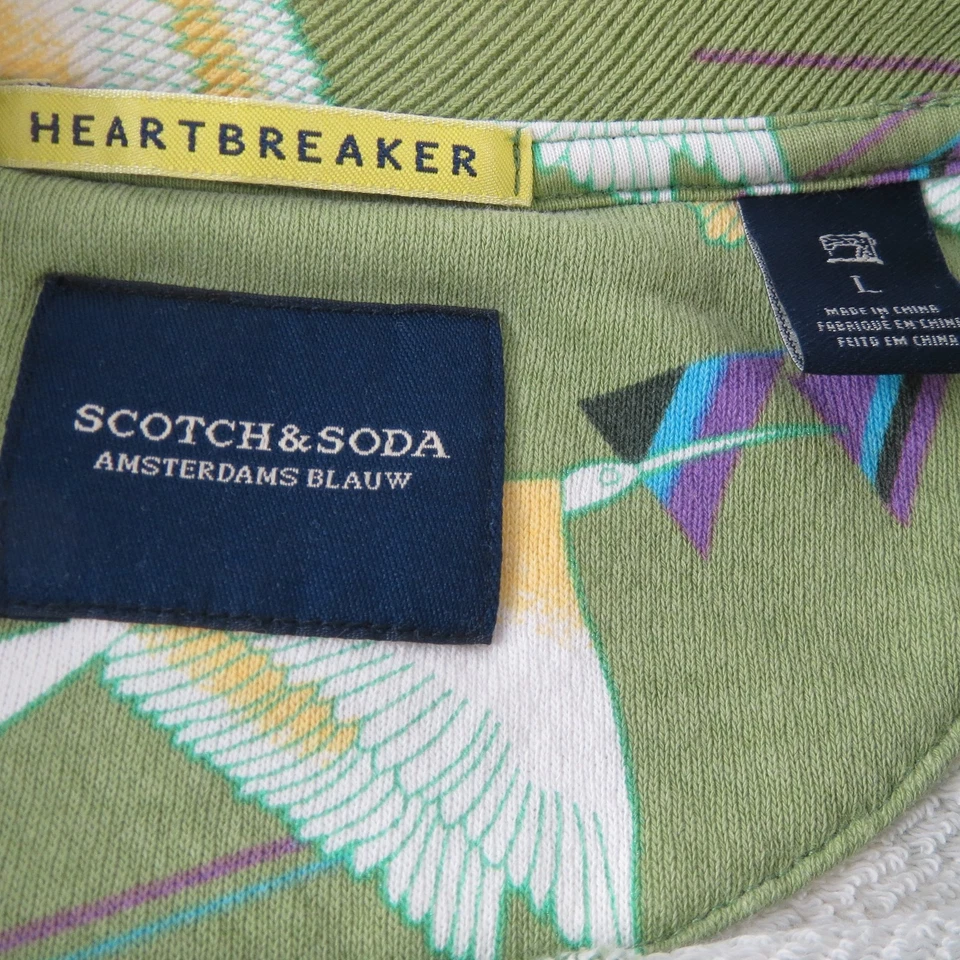 HEARTBREAKER
L
MADE IN CHINA
FABRIQUÉ EN CHINE
FEITO EM CHINA
SCOTCH&SODA
AMSTERDAMS BLAUW